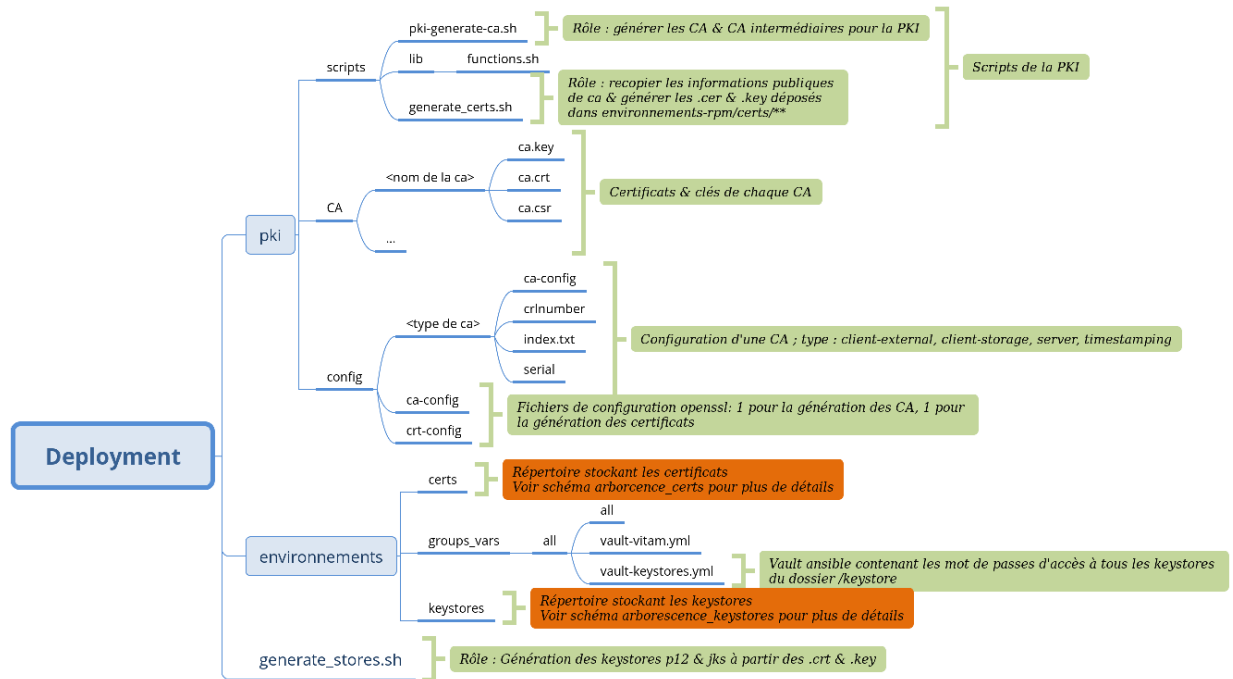 pki-generate-ca.sh
Rôle : générer les CA & CA intermédiaires pour la PKI
scripts
lib
functions.sh
Scripts de la PKI
generate_certs.sh
Rôle : recopier les informations publiques
de ca & générer les .cer & .key déposés
dans environnements-rpm/certs/**
ca.key
<nom de la ca>
ca.crt
Certificats & clés de chaque CA
CA
ca.csr
...
pki
ca-config
<type de ca>
crlnumber
index.txt
Configuration d'une CA ; type : client-external, client-storage, server, timestamping
serial
config
ca-config
crt-config
Fichiers de configuration openssl: 1 pour la génération des CA, 1 pour
la génération des certificats
Deployment
certs
Répertoire stockant les certificats
Voir schéma arborcence_certs pour plus de détails
environnements
groups_vars
all
all
vault-vitam.yml
vault-keystores.yml
Vault ansible contenant les mot de passes d'accès à tous les keystores
du dossier /keystore
keystores
Répertoire stockant les keystores
Voir schéma arborescence_keystores pour plus de détails
generate_stores.sh
Rôle : Génération des keystores p12 & jks à partir des .crt & .key